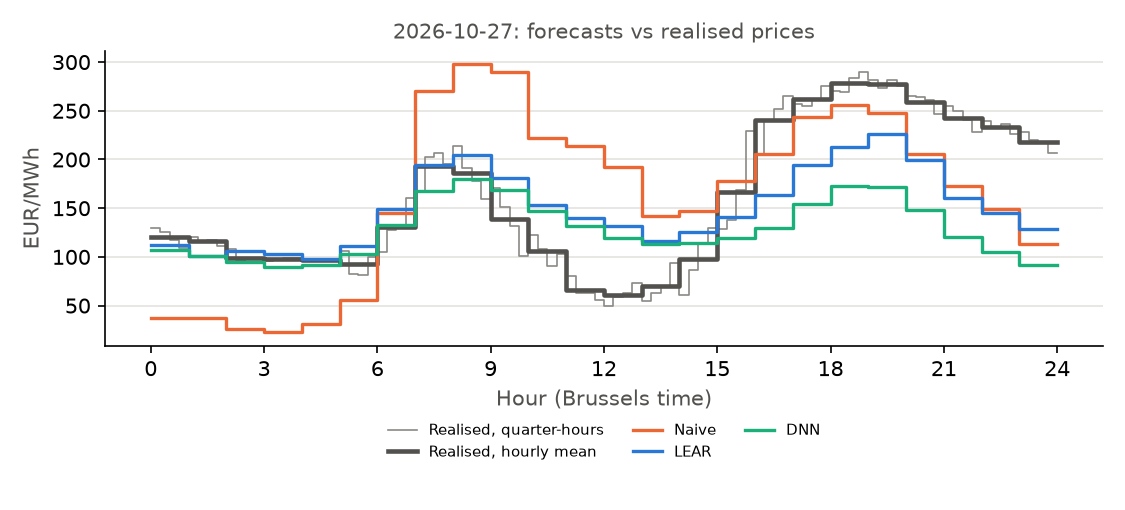 2026-10-27: forecasts vs realised prices
EUR/MWh
300
250
200
150
100
50
0 3 6 9 12 15 18 21 24
Hour (Brussels time)
Realised, quarter-hours Naive DNN
Realised, hourly mean LEAR